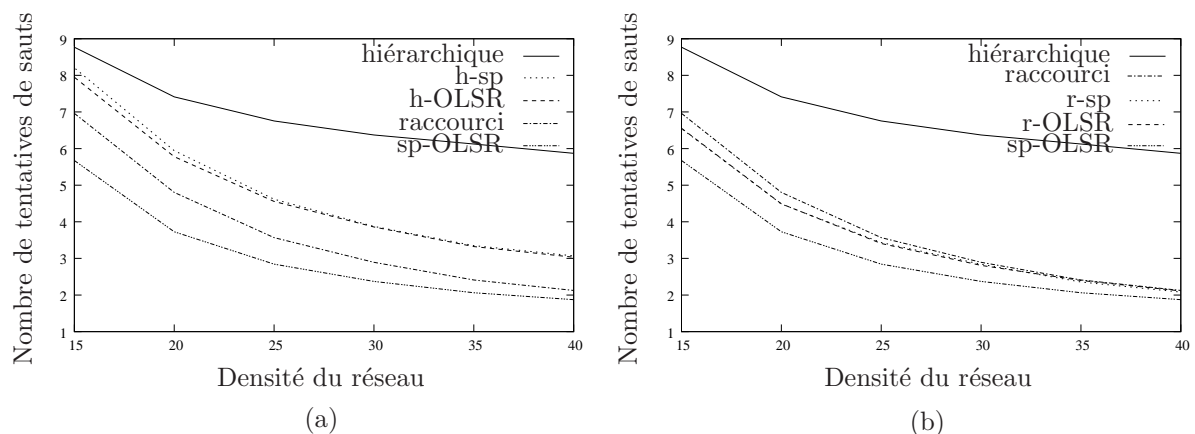 Nombre de tentatives de sauts
9
8
7
6
5
4
3
2
1
15
20
25
30
35
40
hiérarchique
h-sp
h-OLSR
raccourci
sp-OLSR
Densité du réseau
(a)
Nombre de tentatives de sauts
9
8
7
6
5
4
3
2
1
15
20
25
30
35
40
hiérarchique
raccourci
r-sp
r-OLSR
sp-OLSR
Densité du réseau
(b)